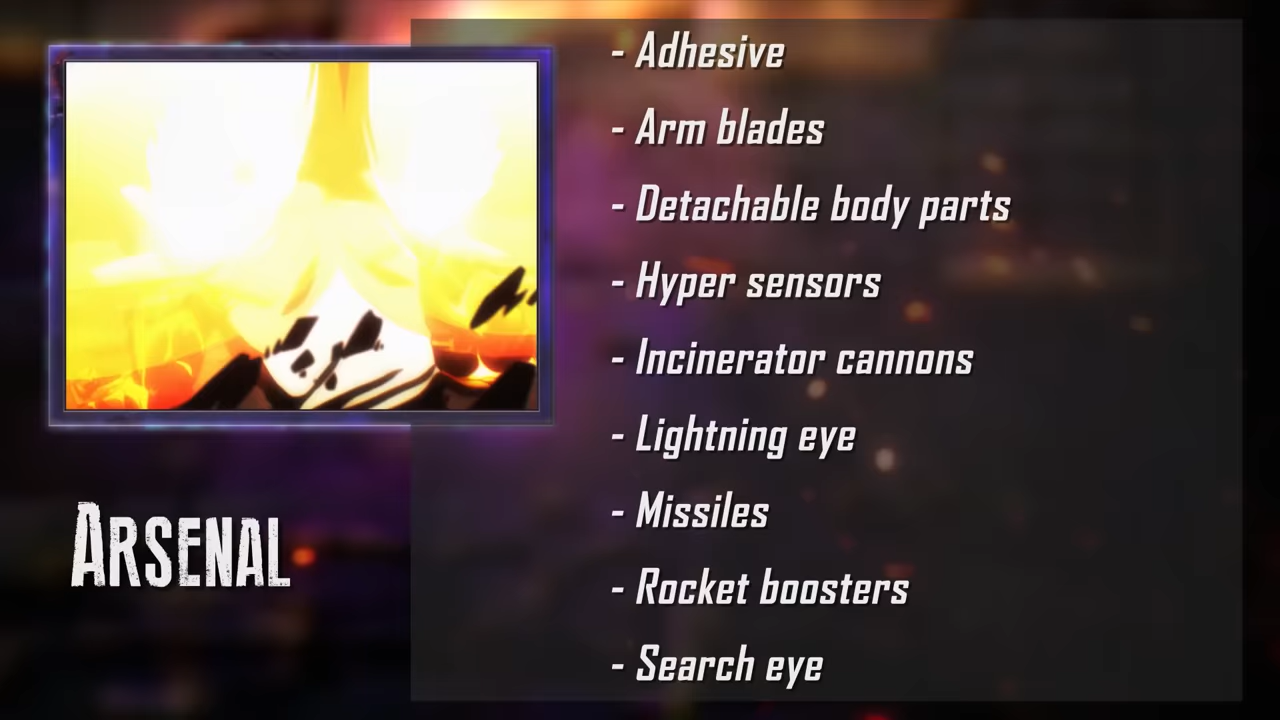 - Adhesive
- Arm blades
- Detachable body parts
- Hyper sensors
- Incinerator cannons
- Lightning eye
- Missiles
- Rocket boosters
- Search eye
Arsenal